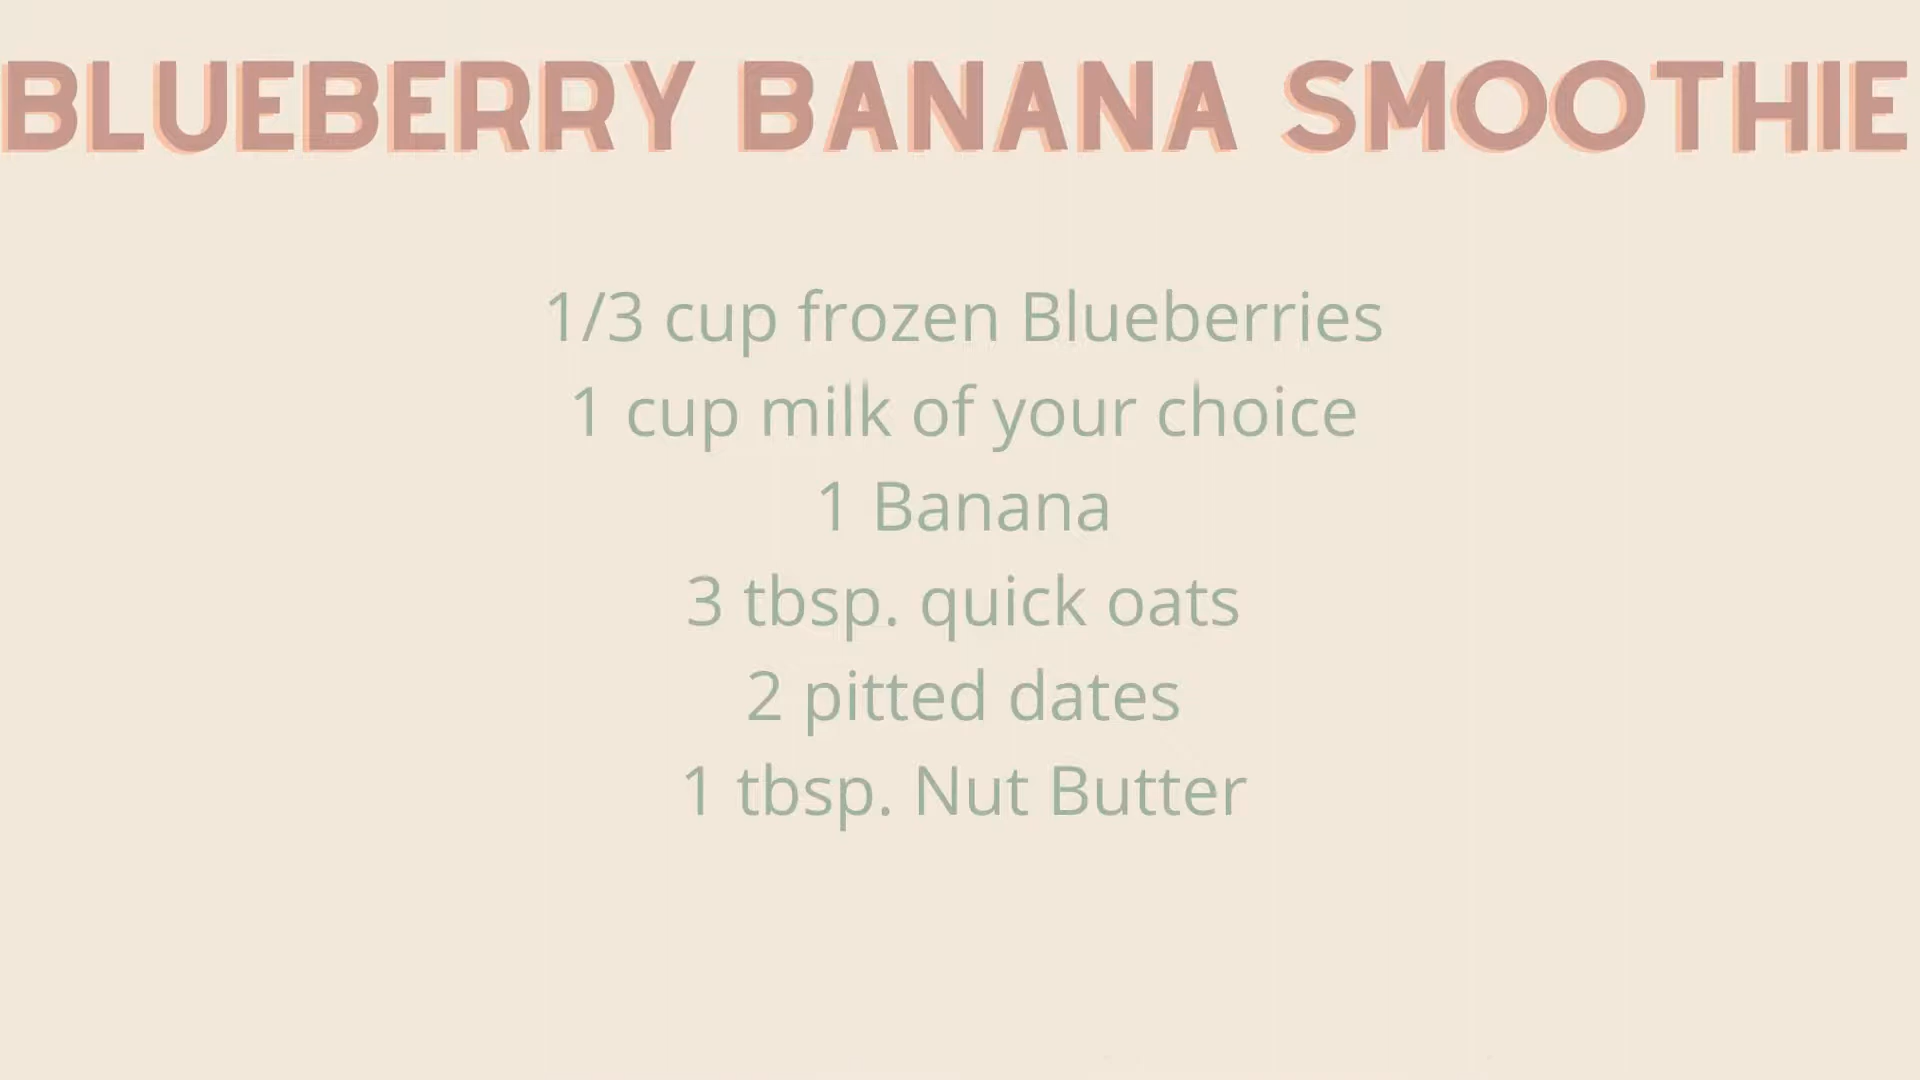 BLUEBERRY BANANA SMOOTHIE
1/3 cup frozen Blueberries
1 cup milk of your choice
1 Banana
3 tbsp. quick oats
2 pitted dates
1 tbsp. Nut Butter